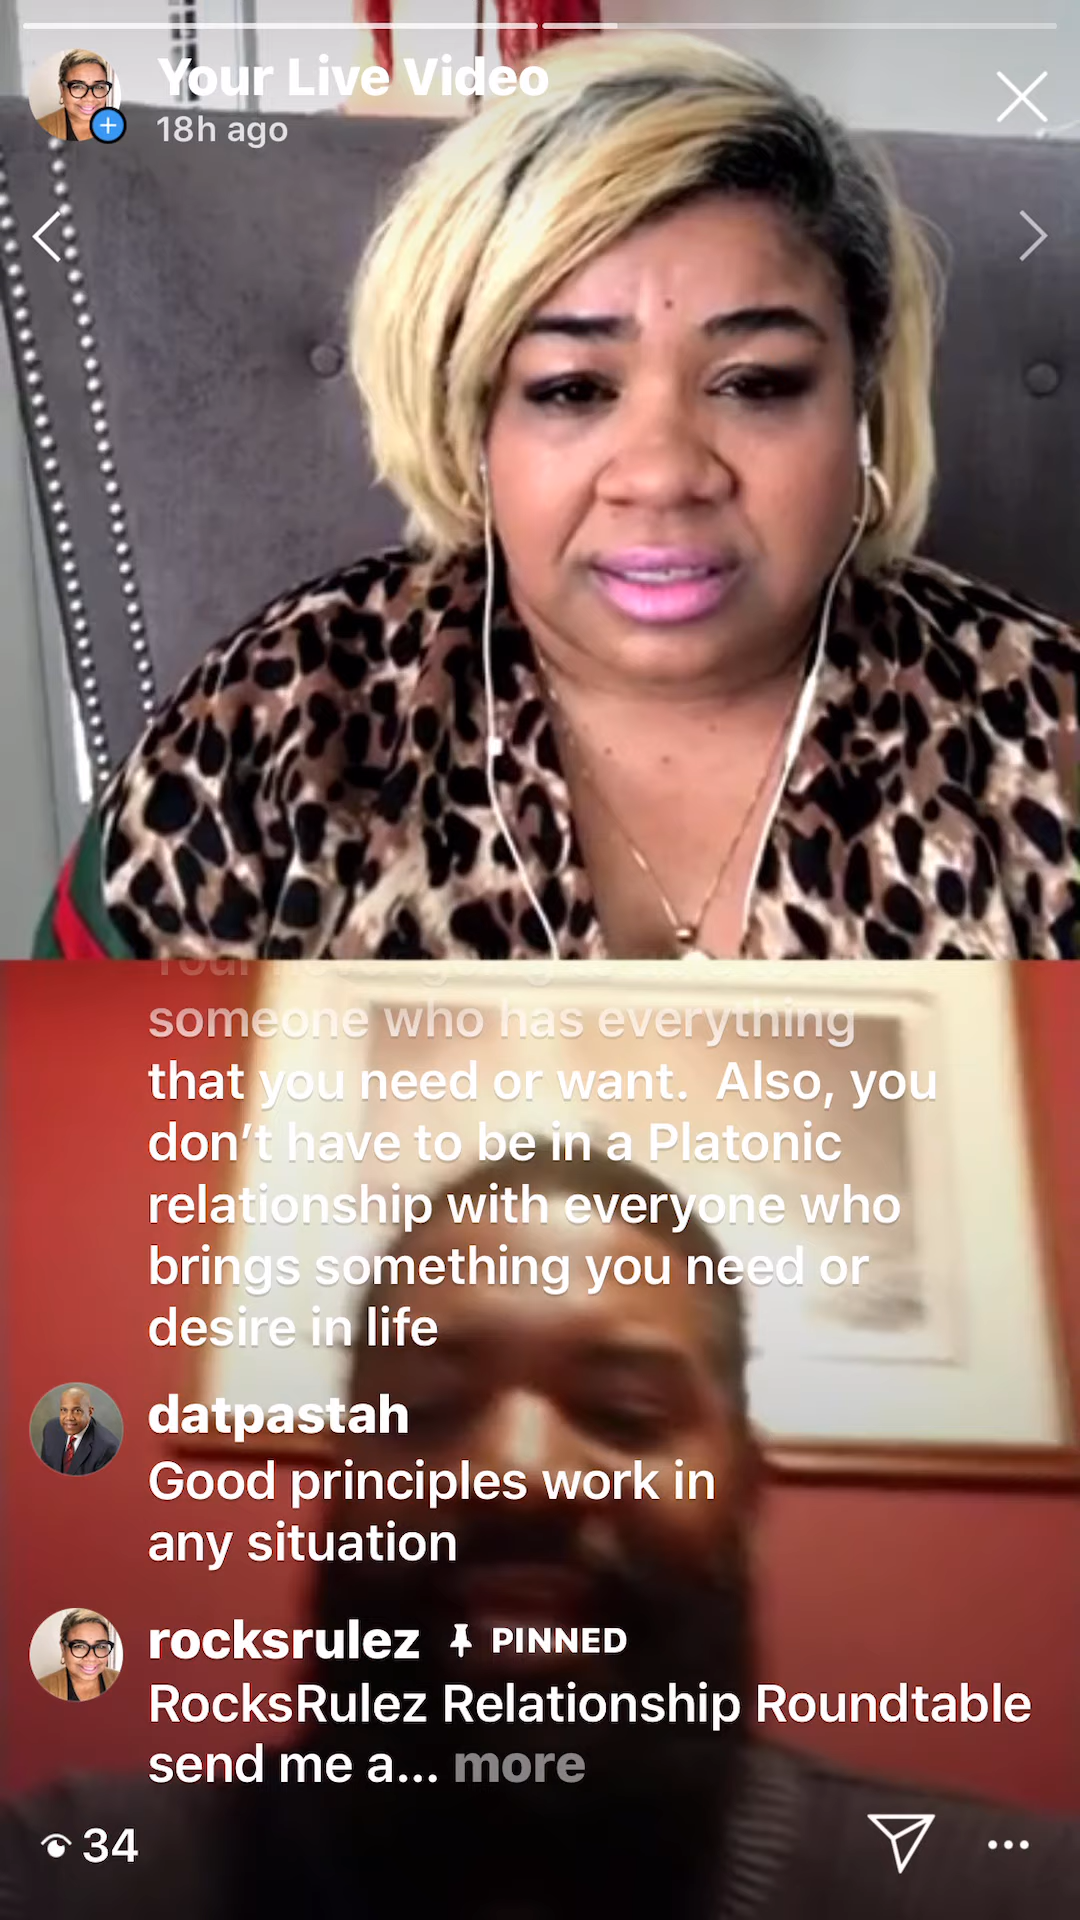 Your Live Video
18h ago
someone who has everything
that you need or want.  Also, you
don’t have to be in a Platonic
relationship with everyone who
brings something you need or
desire in life
datpastah
Good principles work in
any situation
rocksrulez PINNED
RocksRulez Relationship Roundtable
send me a... more
34